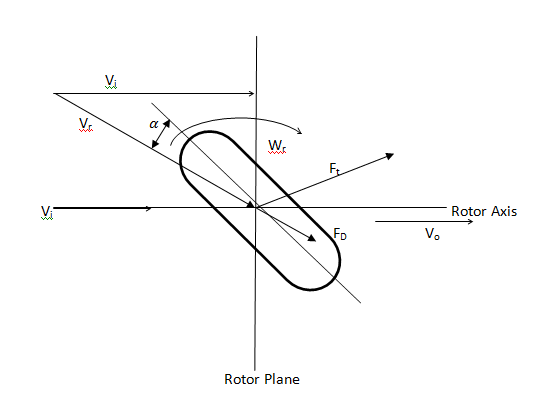 Vi
Vr
α
Wr
Ft
Vi
Rotor Axis
FD
Vo
Rotor Plane